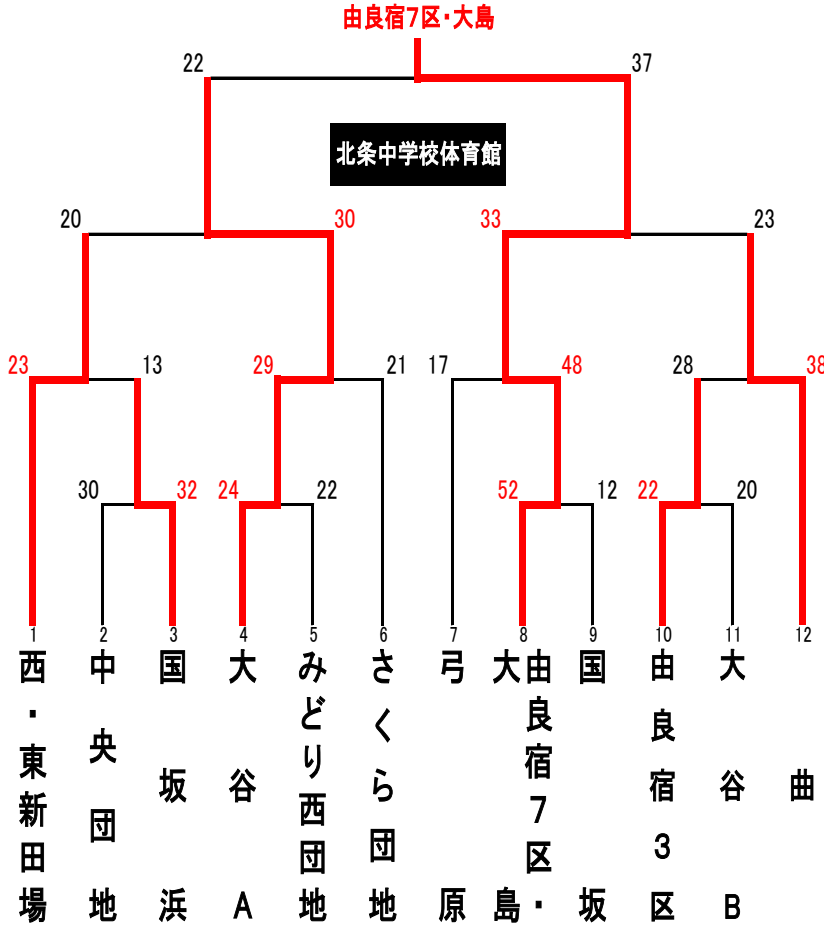 由良宿7区・大島
22
37
北条中学校体育館
20
30
33
23
23
13
29
21
17
48
28
38
30
32
24
22
52
12
22
20
1
2
3
4
5
6
7
8
9
10
11
12
西・東新田場
中央団地
国坂浜
大谷A
みどり西団地
さくら団地
弓原
由良宿7区・
大島
国坂
由良宿3区
大谷B
曲